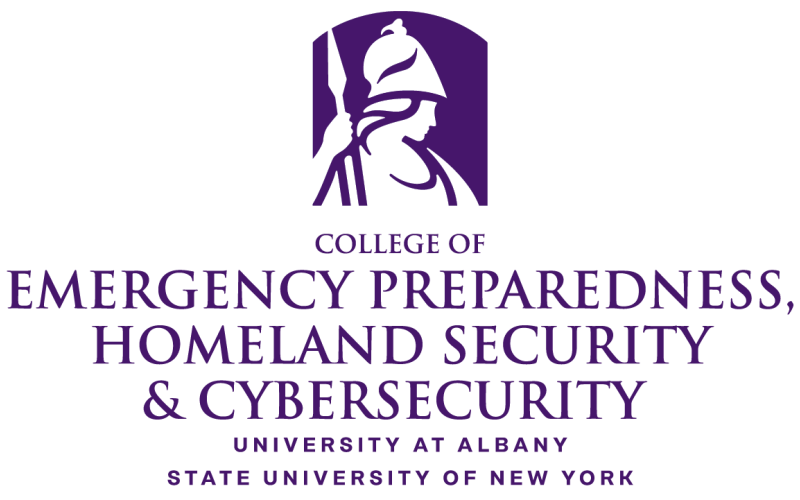 COLLEGE OF
EMERGENCY PREPAREDNESS,
HOMELAND SECURITY
& CYBERSECURITY
UNIVERSITY AT ALBANY
STATE UNIVERSITY OF NEW YORK